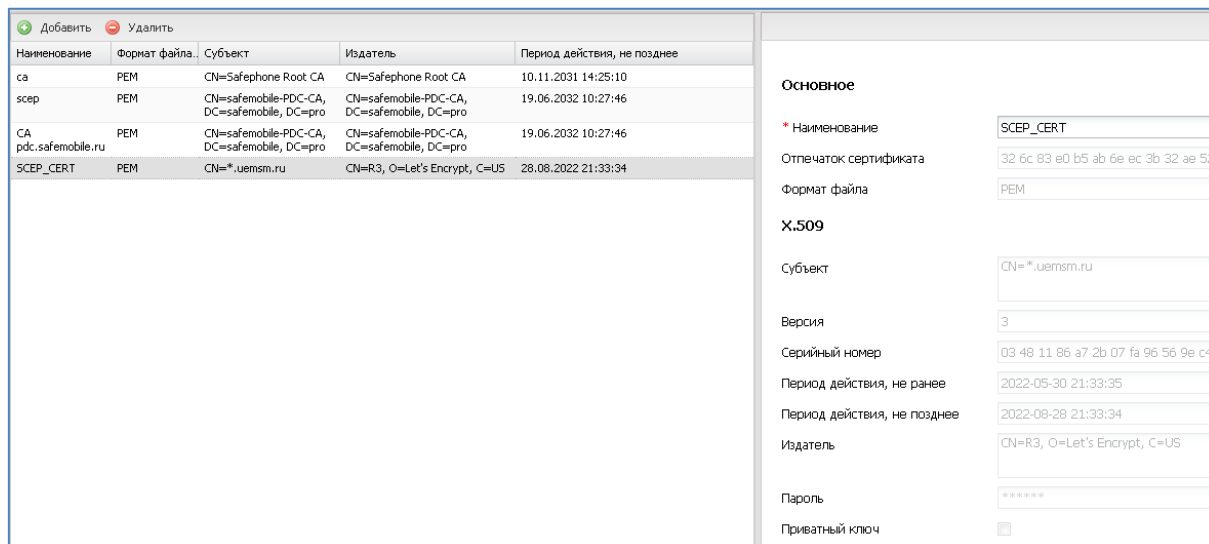 Добавить Удалить
Наименование Формат файла.. Субъект Издатель Период действия, не позднее
ca PEM CN=Safephone Root CA CN=Safephone Root CA 10.11.2031 14:25:10
scep PEM CN=safemobile-PDC-CA, DC=safemobile, DC=pro CN=safemobile-PDC-CA, DC=safemobile, DC=pro 19.06.2032 10:27:46
CA pdc.safemobile.ru PEM CN=safemobile-PDC-CA, DC=safemobile, DC=pro CN=safemobile-PDC-CA, DC=safemobile, DC=pro 19.06.2032 10:27:46
SCEP_CERT PEM CN=*.uemsm.ru CN=R3, O=Let's Encrypt, C=US 28.08.2022 21:33:34
Основное
* Наименование SCEP_CERT
Отпечаток сертификата 32 6c 83 e0 b5 ab 6e ec 3b 32 ae
Формат файла PEM
X.509
Субъект CN=*.uemsm.ru
Версия 3
Серийный номер 03 48 11 86 a7 2b 07 fa 96 56 9e
Период действия, не ранее 2022-05-30 21:33:35
Период действия, не позднее 2022-08-28 21:33:34
Издатель CN=R3, O=Let's Encrypt, C=US
Пароль ******
Приватный ключ